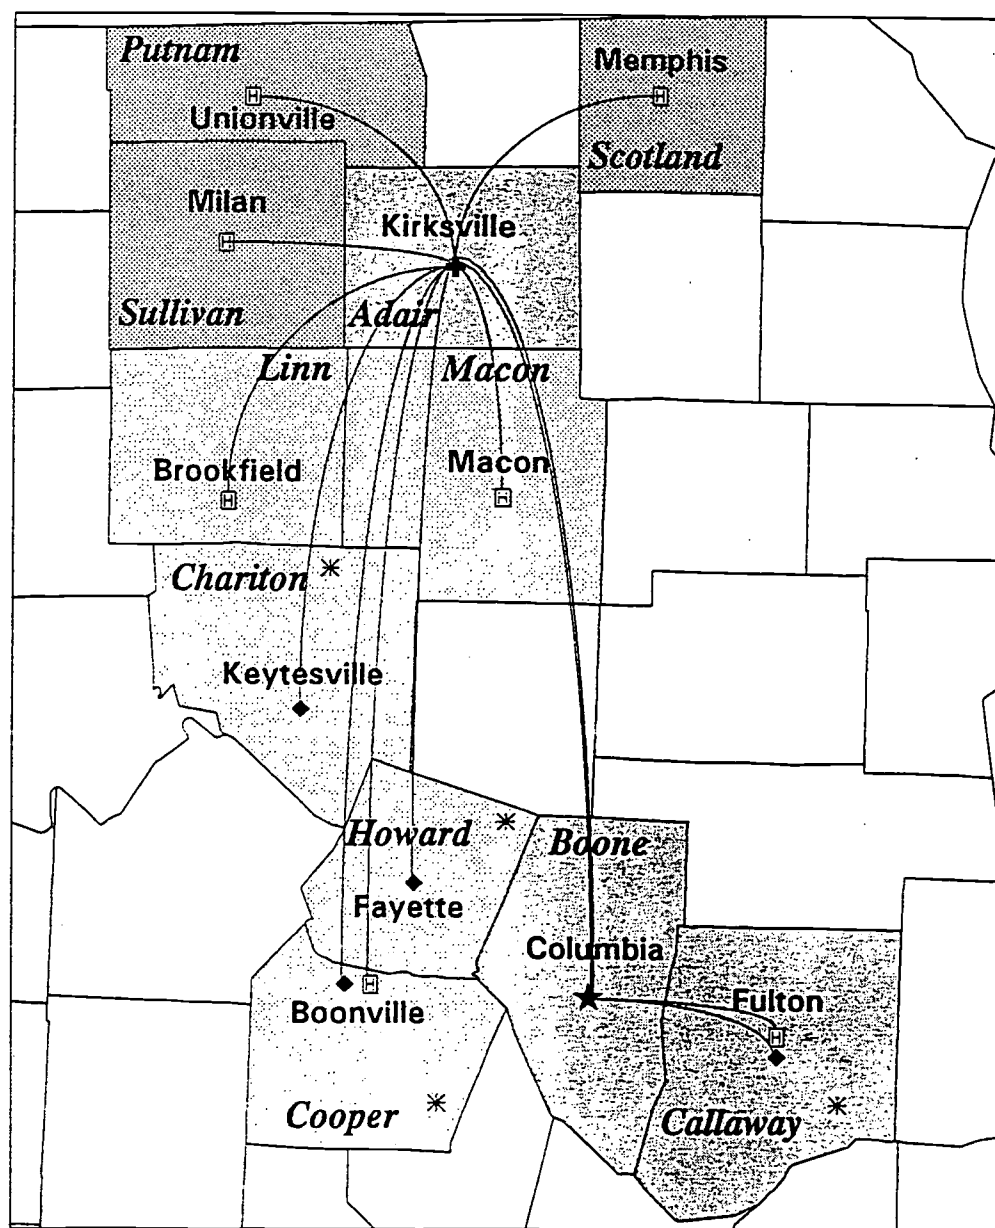 Putnam
Memphis
H
H
Unionville
Scotland
Milan
Kirksville
H
Sullivan
Adair
Linn
Macon
Brookfield
Macon
H
H
Chariton
Keytesville
Howard
Boone
Fayette
Columbia
H
Fulton
Boonville
H
Cooper
Callaway